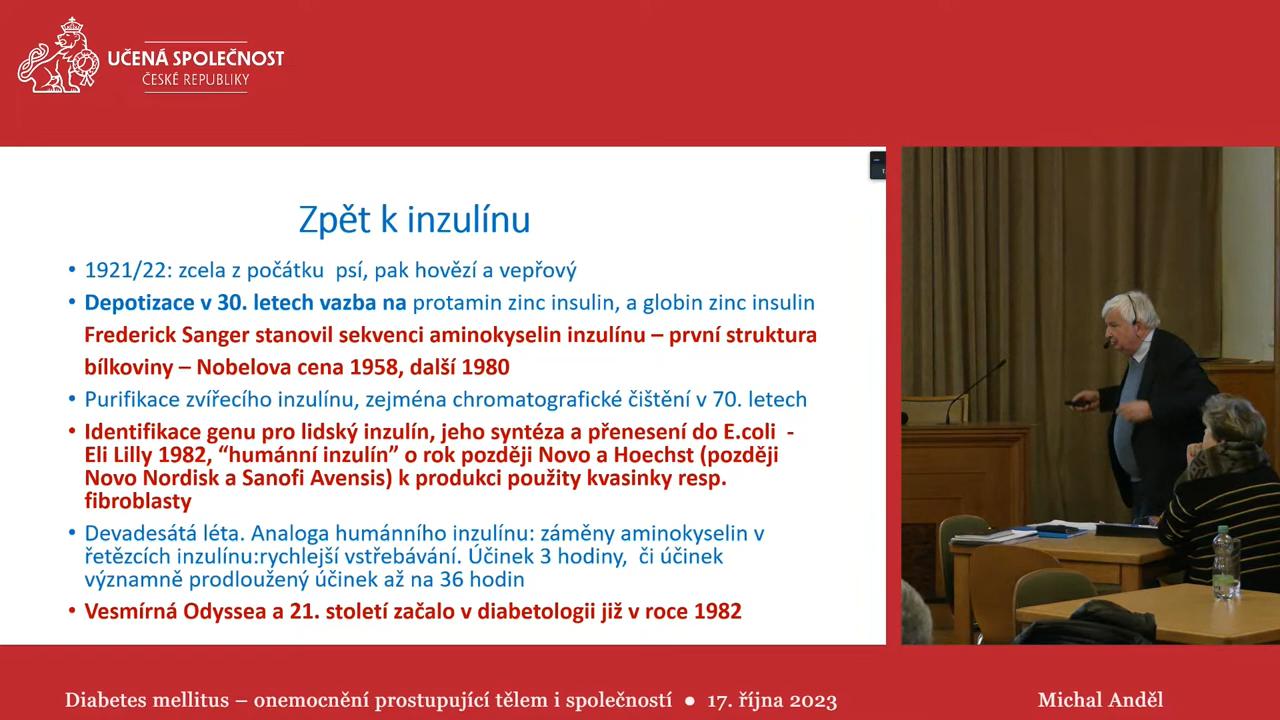 UČENÁ SPOLEČNOST
ČESKÉ REPUBLIKY
Zpět k inzulínu
• 1921/22: zcela z počátku  psí, pak hovězí a vepřový
• Depotizace v 30. letech vazba na protamin zinc insulin, a globin zinc insulin
Frederick Sanger stanovil sekvenci aminokyselin inzulínu – první struktura
bílkoviny – Nobelova cena 1958, další 1980
• Purifikace zvířecího inzulínu, zejména chromatografické čištění v 70. letech
• Identifikace genu pro lidský inzulín, jeho syntéza a přenesení do E.coli  -
Eli Lilly 1982, “humánní inzulín” o rok později Novo a Hoechst (později
Novo Nordisk a Sanofi Avensis) k produkci použity kvasinky resp.
fibroblasty
• Devadesátá léta. Analoga humánního inzulínu: záměny aminokyselin v
řetězcích inzulínu:rychlejší vstřebávání. Účinek 3 hodiny,  či účinek
významně prodloužený účinek až na 36 hodin
• Vesmírná Odyssea a 21. století začalo v diabetologii již v roce 1982
Diabetes mellitus – onemocnění prostupující tělem i společností ● 17. října 2023
Michal Anděl